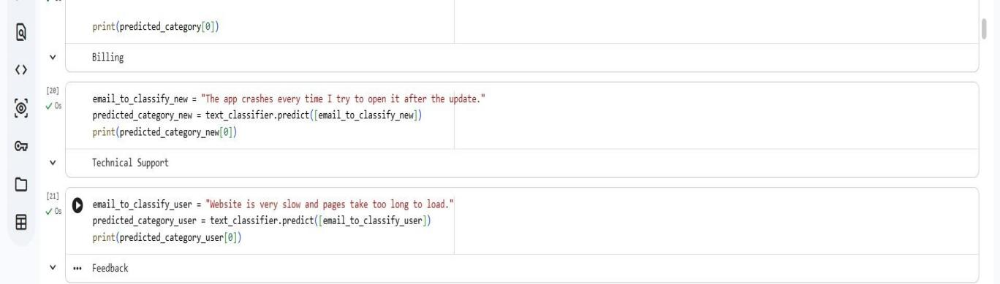 print(predicted_category[0])
Billing
[20]
0s
email_to_classify_new = "The app crashes every time I try to open it after the update."
predicted_category_new = text_classifier.predict([email_to_classify_new])
print(predicted_category_new[0])
Technical Support
[21]
0s
email_to_classify_user = "Website is very slow and pages take too long to load."
predicted_category_user = text_classifier.predict([email_to_classify_user])
print(predicted_category_user[0])
Feedback